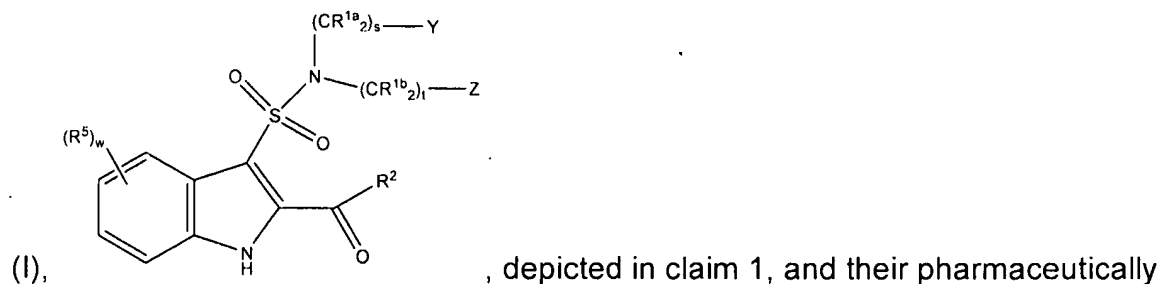 (CR¹ᵃ₂)ₛ—Y
O N (CR¹ᵇ₂)ₜ—Z
S
(R⁵)w O
R²
N
H O
(I), , depicted in claim 1, and their pharmaceutically